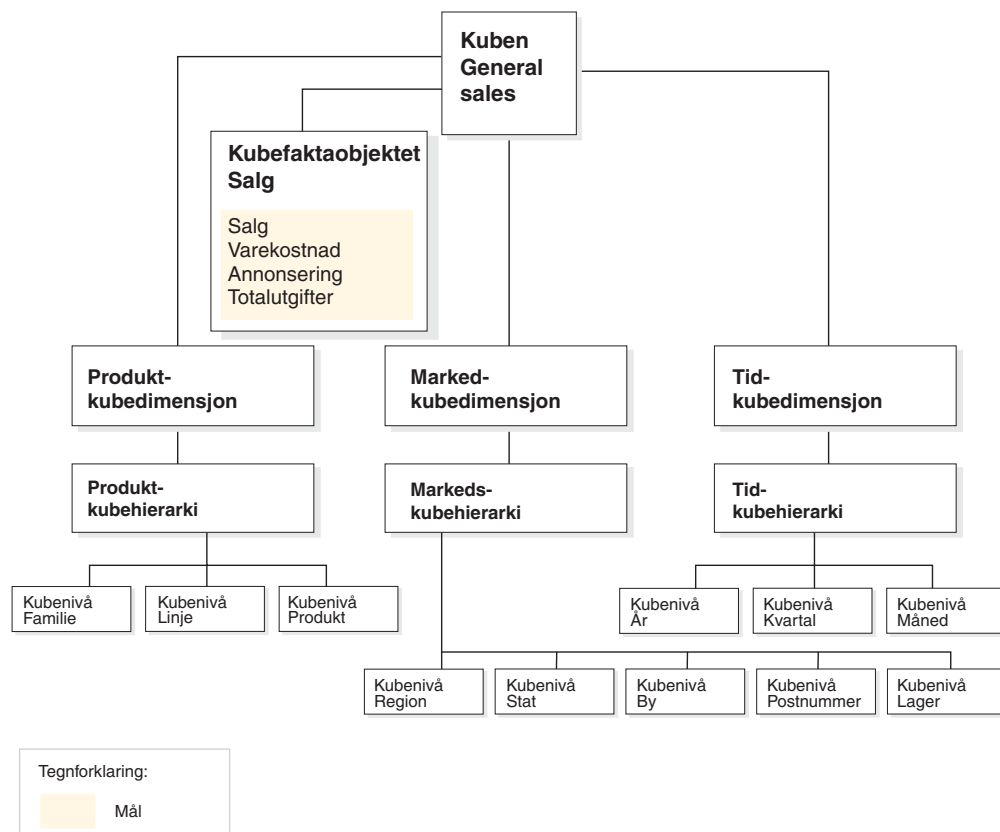 Kuben
General
sales
Kubefaktaobjektet
Salg
Salg
Varekostnad
Annonsering
Totalutgifter
Produkt-
kubedimensjon
Marked-
kubedimensjon
Tid-
kubedimensjon
Produkt-
kubehierarki
Markeds-
kubehierarki
Tid-
kubehierarki
Kubenivå
Familie
Kubenivå
Linje
Kubenivå
Produkt
Kubenivå
År
Kubenivå
Kvartal
Kubenivå
Måned
Kubenivå
Region
Kubenivå
Stat
Kubenivå
By
Kubenivå
Postnummer
Kubenivå
Lager
Tegnforklaring:
Mål